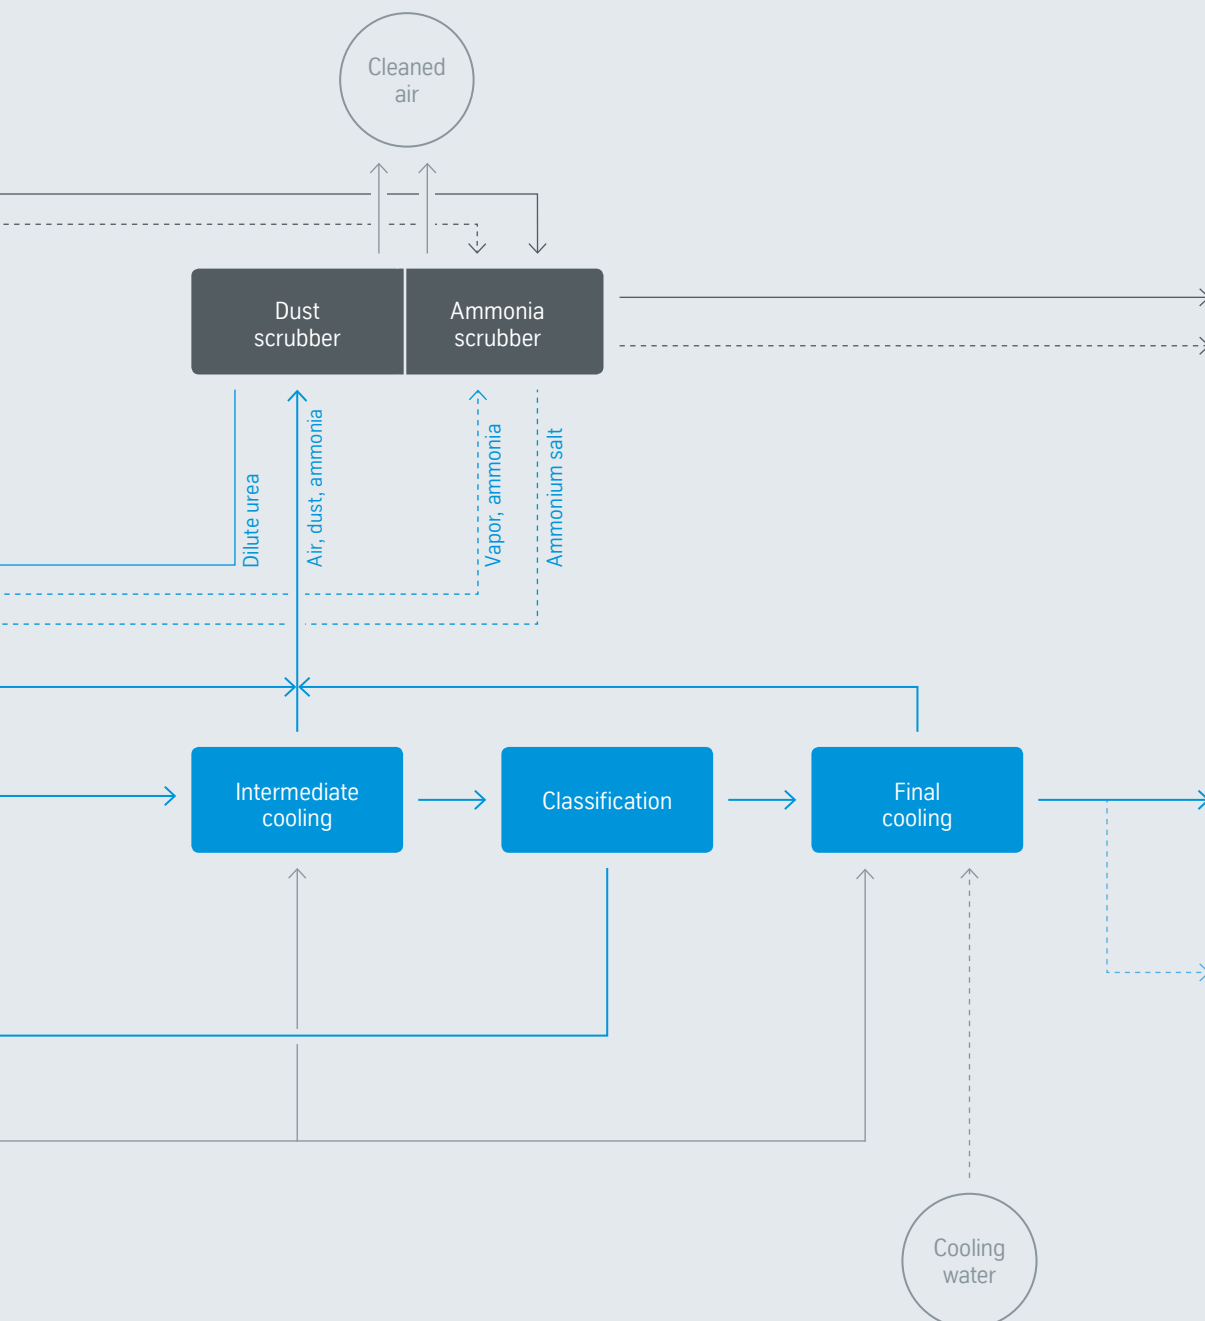 Cleaned
air
Dust
scrubber
Ammonia
scrubber
Dilute urea
Air, dust, ammonia
Vapor, ammonia
Ammonium salt
Intermediate
cooling
Classification
Final
cooling
Cooling
water